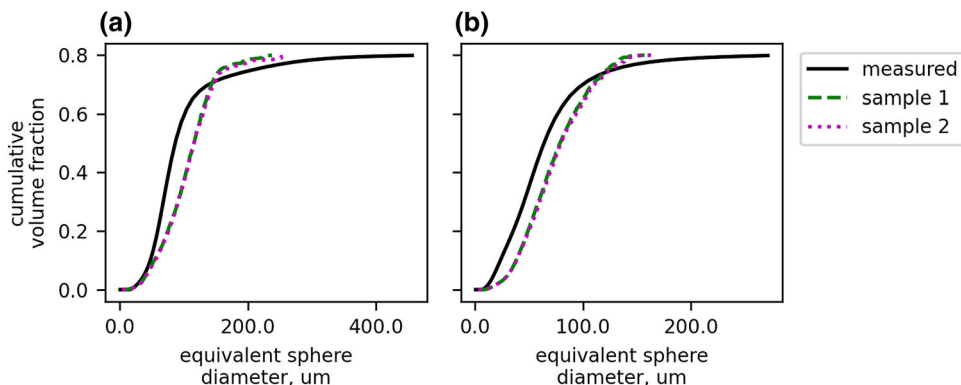 (a)
(b)
cumulative
volume fraction
0.8
0.6
0.4
0.2
0.0
0.0 200.0 400.0
0.0 100.0 200.0
equivalent sphere
diameter, um
equivalent sphere
diameter, um
measured
sample 1
sample 2